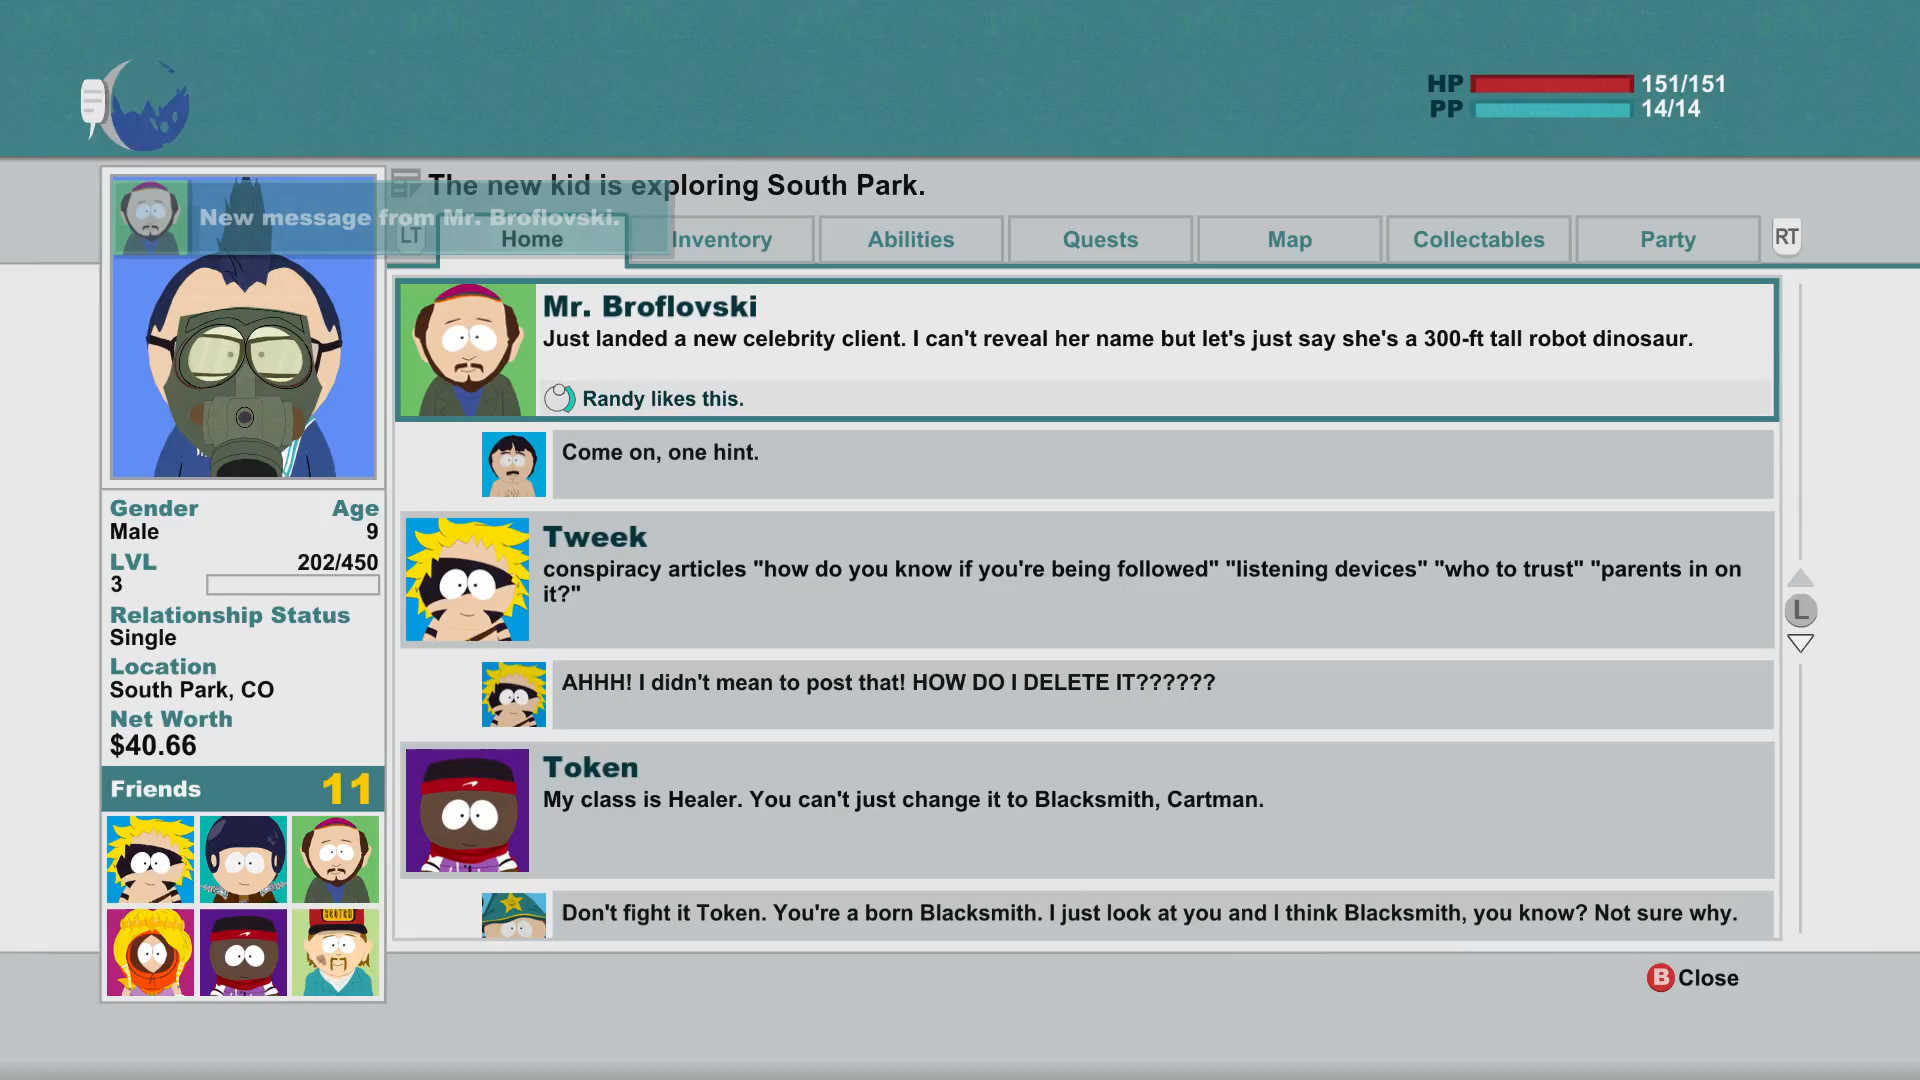 HP 151/151
PP 14/14
The new kid is exploring South Park.
New message from Mr. Broflovski.
LT Home Inventory Abilities Quests Map Collectables Party RT
Mr. Broflovski
Just landed a new celebrity client. I can't reveal her name but let's just say she's a 300-ft tall robot dinosaur.
Randy likes this.
Come on, one hint.
Tweek
conspiracy articles "how do you know if you're being followed" "listening devices" "who to trust" "parents in on
it?"
AHHH! I didn't mean to post that! HOW DO I DELETE IT??????
Token
My class is Healer. You can't just change it to Blacksmith, Cartman.
Don't fight it Token. You're a born Blacksmith. I just look at you and I think Blacksmith, you know? Not sure why.
L
Gender Age
Male 9
LVL 202/450
3
Relationship Status
Single
Location
South Park, CO
Net Worth
$40.66
Friends 11
B Close